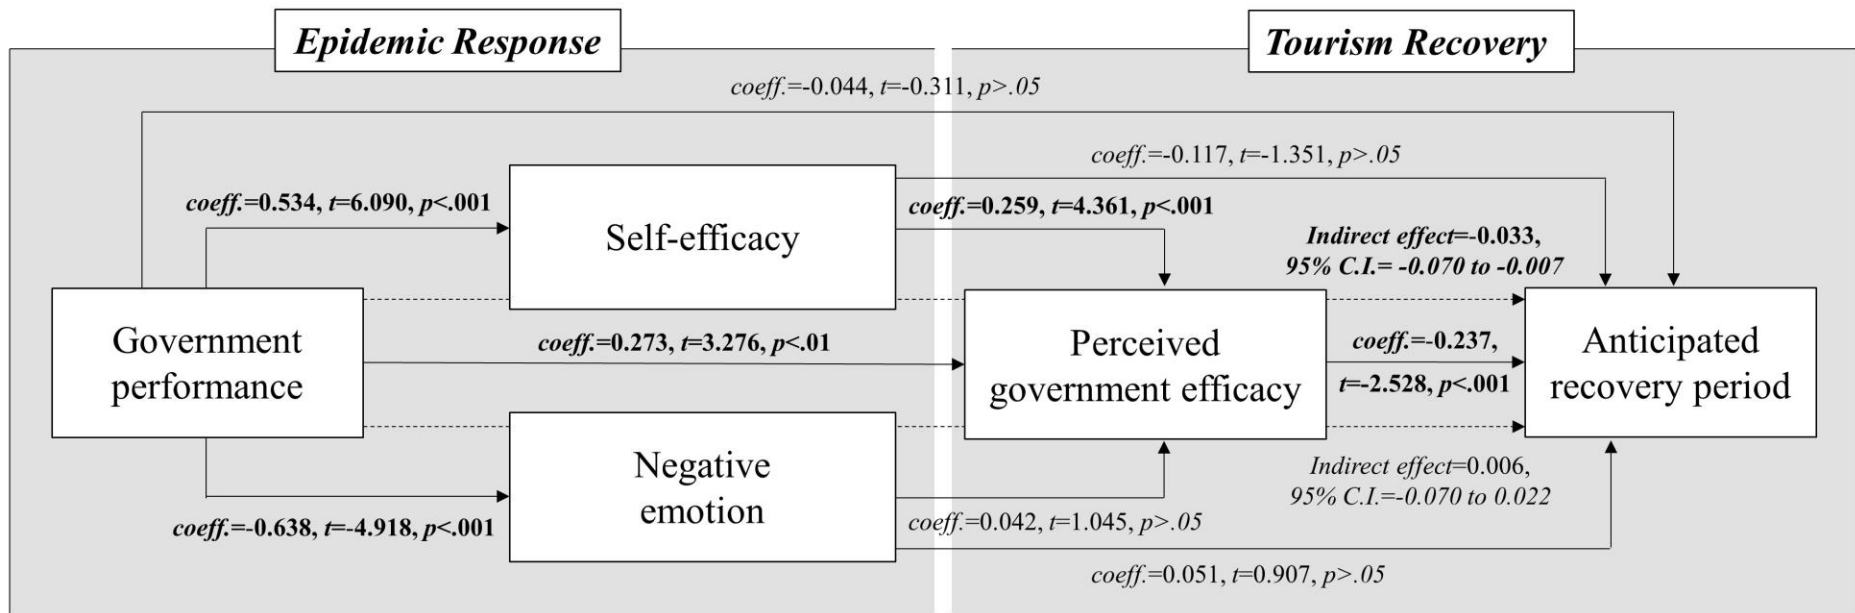 Epidemic Response
Tourism Recovery
coeff.=-0.044, t=-0.311, p>.05
coeff.=-0.117, t=-1.351, p>.05
coeff.=0.534, t=6.090, p<.001
coeff.=0.259, t=4.361, p<.001
Self-efficacy
Indirect effect=-0.033,
95% C.I.= -0.070 to -0.007
Government
performance
coeff.=0.273, t=3.276, p<.01
Perceived
government efficacy
coeff.=-0.237,
t=-2.528, p<.001
Anticipated
recovery period
Negative
emotion
Indirect effect=0.006,
95% C.I.=-0.070 to 0.022
coeff.=-0.638, t=-4.918, p<.001
coeff.=0.042, t=1.045, p>.05
coeff.=0.051, t=0.907, p>.05